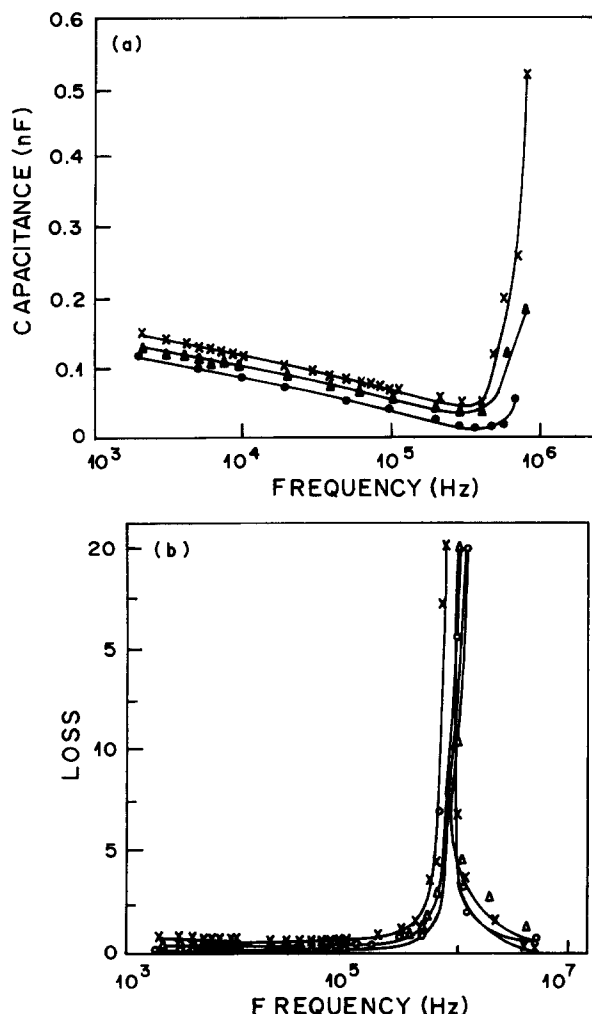 (a)
0.6
0.5
0.4
0.3
0.2
0.1
0
CAPACITANCE (nF)
10³ 10⁴ 10⁵ 10⁶
FREQUENCY (Hz)
(b)
20
5
10
5
0
LOSS
10³ 10⁵ 10⁷
FREQUENCY (Hz)